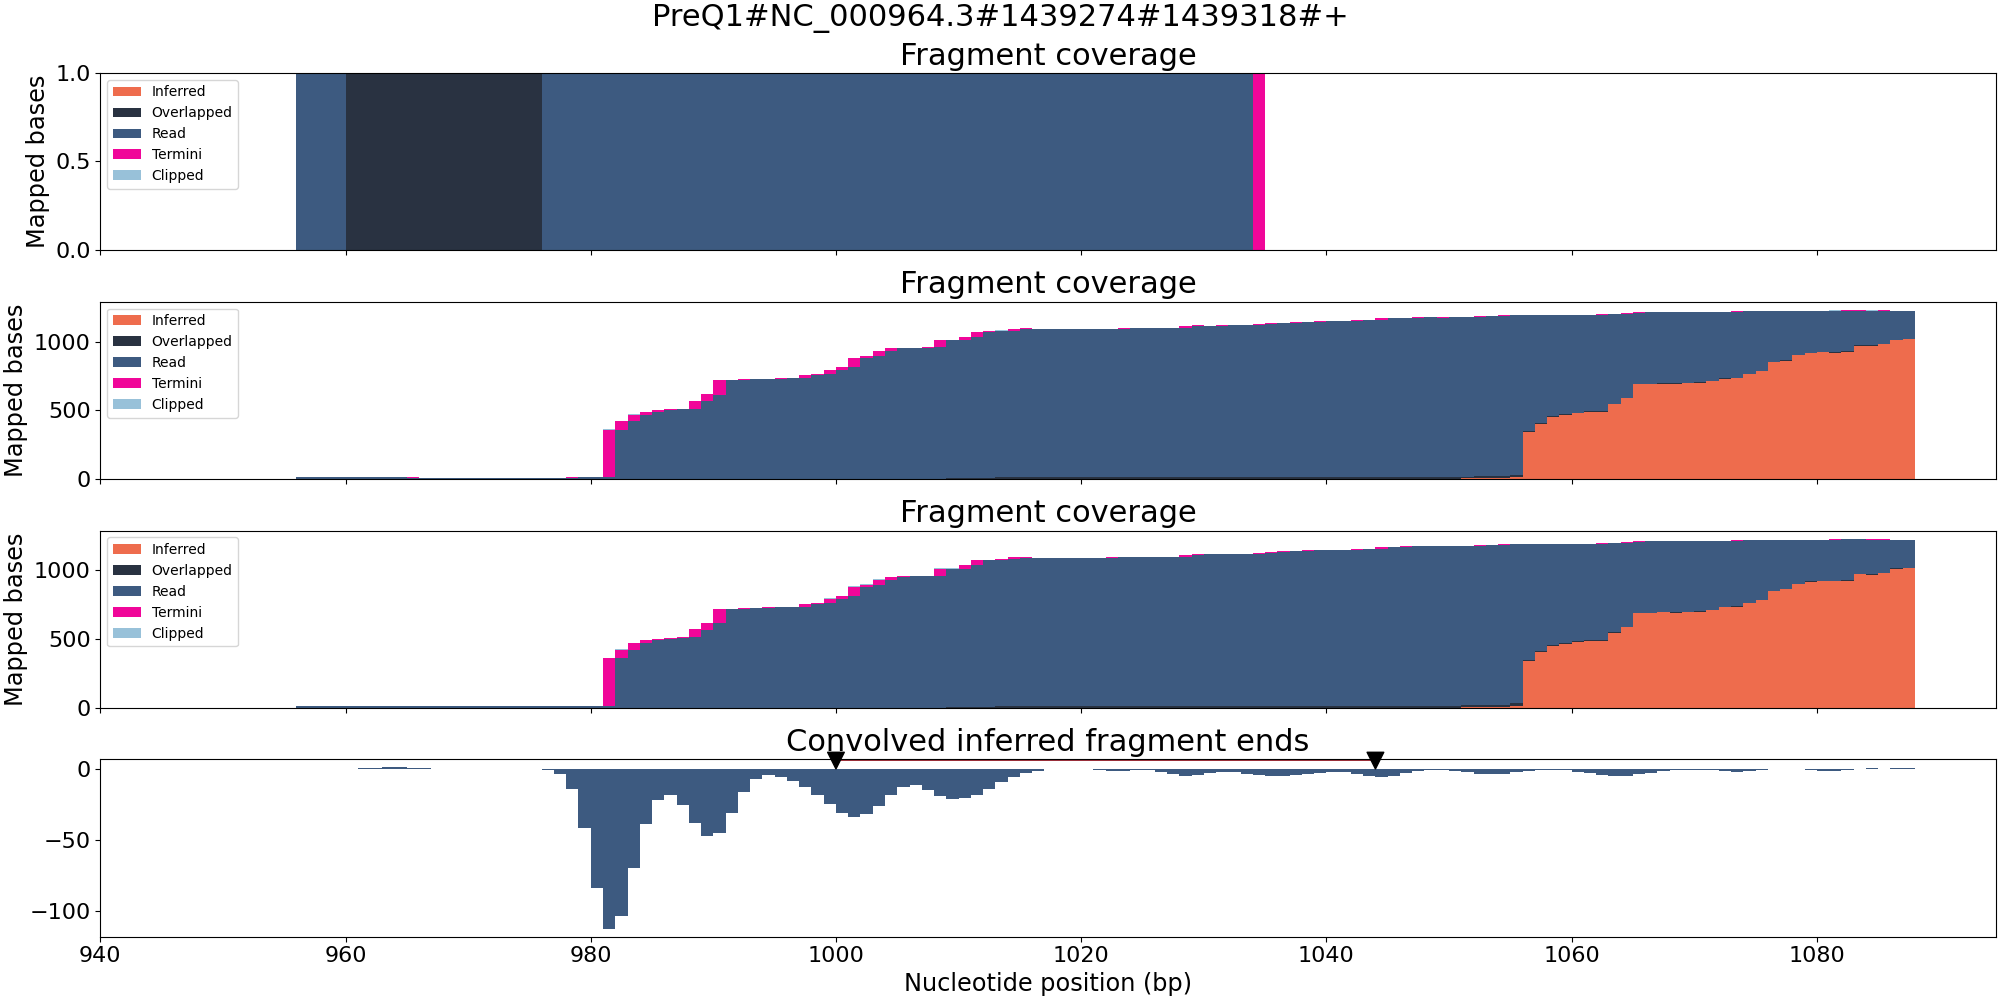 PreQ1#NC_000964.3#1439274#1439318#+
Fragment coverage
Mapped bases
1.0
0.5
0.0
Inferred
Overlapped
Read
Termini
Clipped
Fragment coverage
Mapped bases
1000
500
0
Inferred
Overlapped
Read
Termini
Clipped
Fragment coverage
Mapped bases
1000
500
0
Inferred
Overlapped
Read
Termini
Clipped
Convolved inferred fragment ends
0
−50
−100
940 960 980 1000 1020 1040 1060 1080
Nucleotide position (bp)